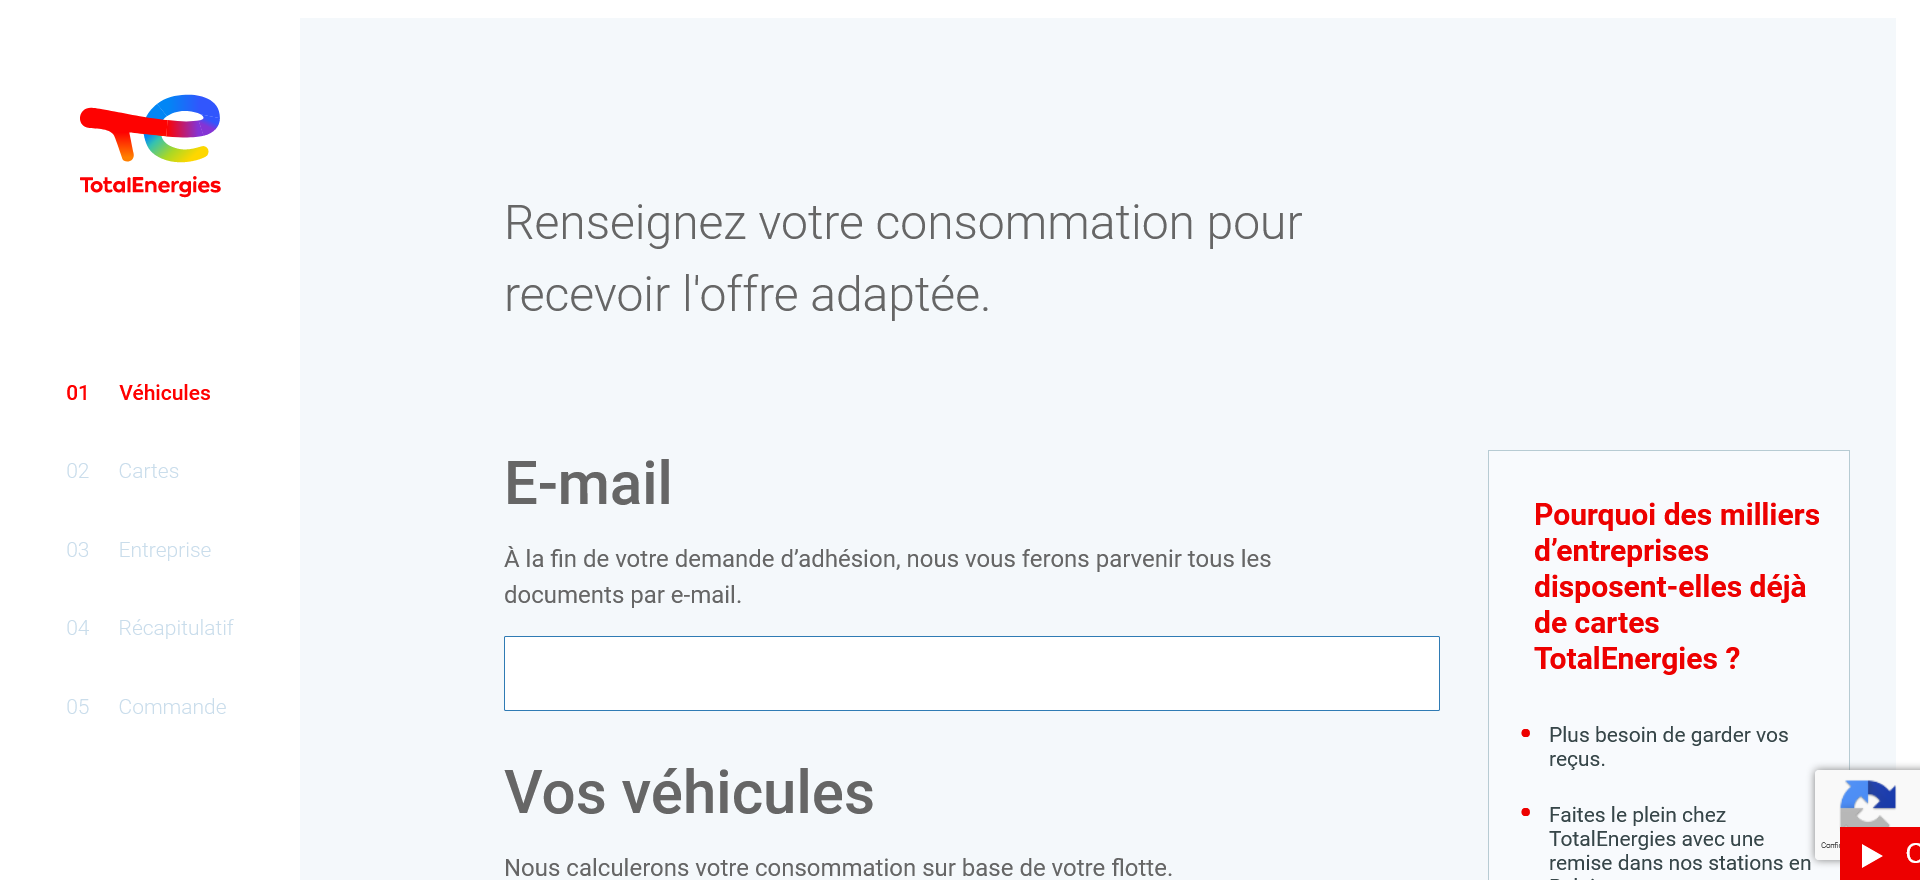 TotalEnergies
01 Véhicules
02 Cartes
03 Entreprise
04 Récapitulatif
05 Commande
Renseignez votre consommation pour
recevoir l'offre adaptée.
E-mail
À la fin de votre demande d’adhésion, nous vous ferons parvenir tous les
documents par e-mail.
Vos véhicules
Nous calculerons votre consommation sur base de votre flotte.
Pourquoi des milliers
d’entreprises
disposent-elles déjà
de cartes
TotalEnergies ?
Plus besoin de garder vos
reçus.
Faites le plein chez
TotalEnergies avec une
remise dans nos stations en